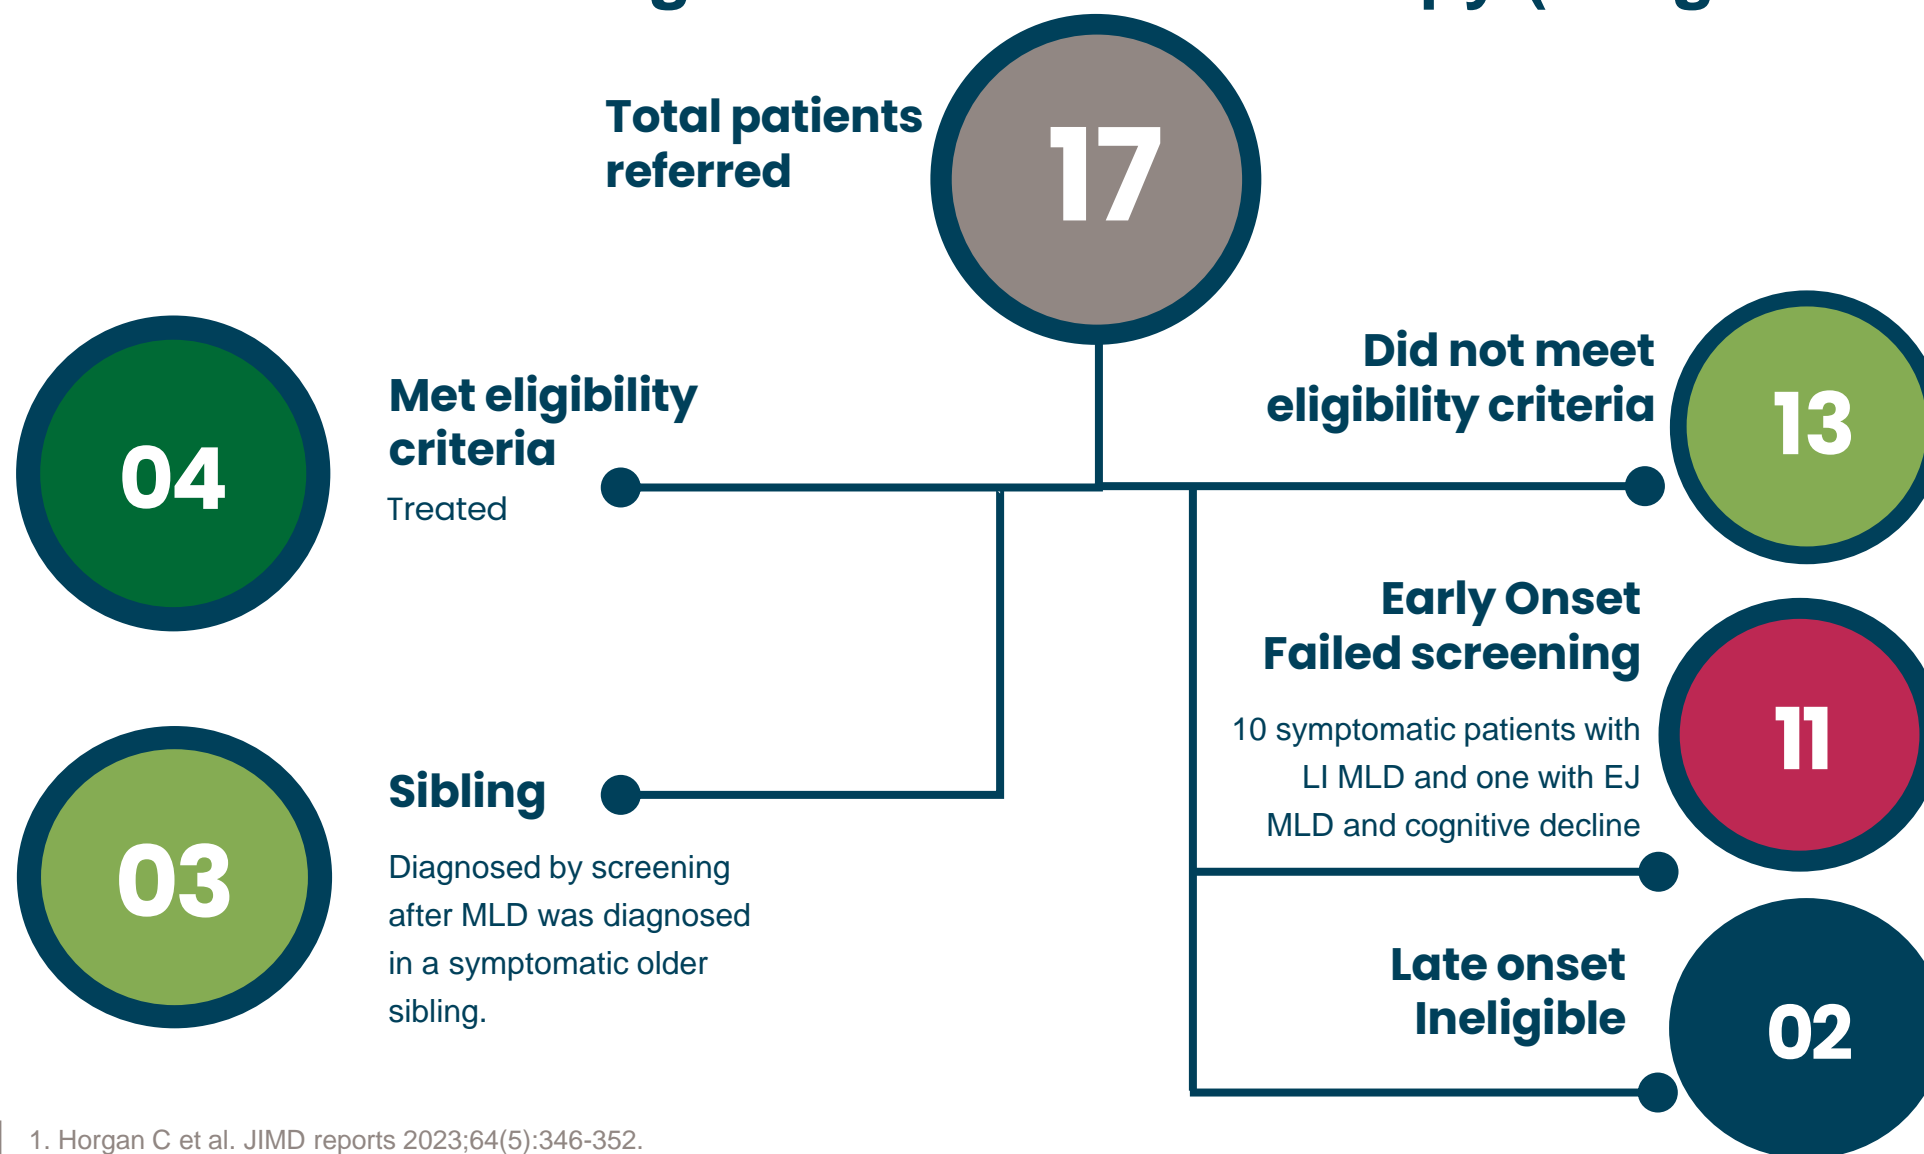 Total patients
referred
17
04
Met eligibility
criteria
Treated
Did not meet
eligibility criteria
13
Early Onset
Failed screening
10 symptomatic patients with
LI MLD and one with EJ
MLD and cognitive decline
11
03
Sibling
Diagnosed by screening
after MLD was diagnosed
in a symptomatic older
sibling.
Late onset
Ineligible
02
1. Horgan C et al. JIMD reports 2023;64(5):346-352.